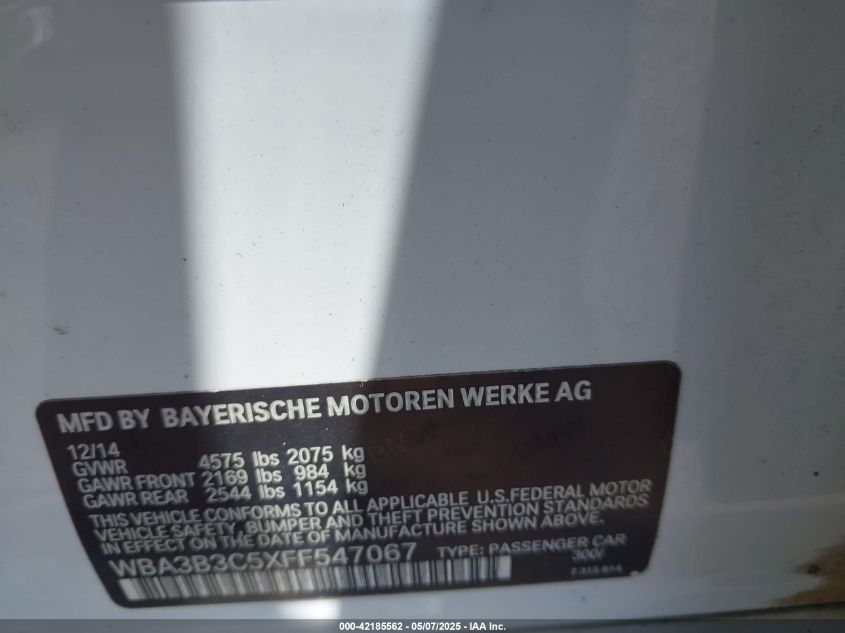 MFD BY BAYERISCHE MOTOREN WERKE AG
12/14
GVWR 4575 lbs 2075 kg
GAWR FRONT 2169 lbs 984 kg
GAWR REAR 2544 lbs 1154 kg
THIS VEHICLE CONFORMS TO ALL APPLICABLE U.S.FEDERAL MOTOR
VEHICLE SAFETY, BUMPER AND THEFT PREVENTION STANDARDS
IN EFFECT ON THE DATE OF MANUFACTURE SHOWN ABOVE.
WBA3B3C5XFF547067 TYPE: PASSENGER CAR
300/
000-42185562 - 05/07/2025 - IAA Inc.